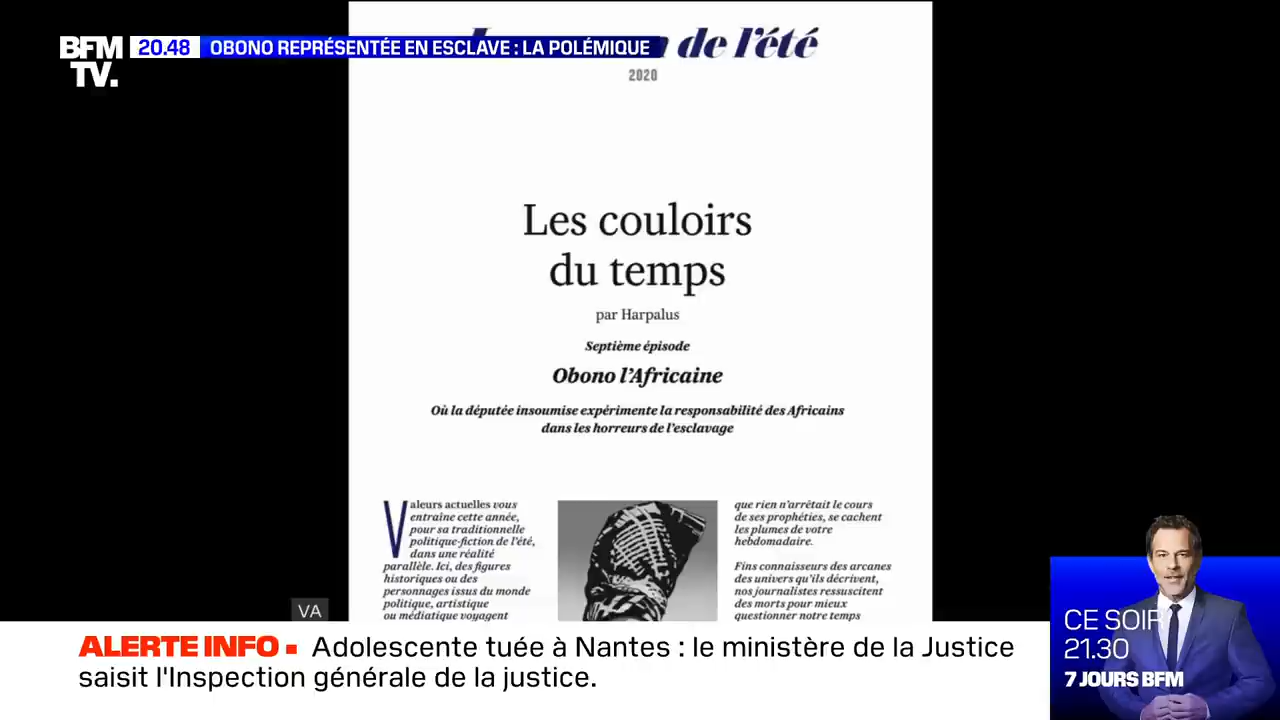 BFM
TV.
20.48
OBONO REPRÉSENTÉE EN ESCLAVE : LA POLÉMIQUE
de l'été
2020
Les couloirs
du temps
par Harpalus
Septième épisode
Obono l'Africaine
Où la députée insoumise expérimente la responsabilité des Africains
dans les horreurs de l'esclavage
Valeurs actuelles vous
entraîne cette année,
pour sa traditionnelle
politique-fiction de l'été,
dans une réalité
parallèle. Ici, des figures
historiques ou des
personnages issus du monde
politique, artistique
ou médiatique voyagent
que rien n'arrêtait le cours
de ses prophéties, se cachent
les plumes de votre
hebdomadaire.
Fins connaisseurs des arcanes
des univers qu'ils décrivent,
nos journalistes ressuscitent
des morts pour mieux
questionner notre temps
VA
ALERTE INFO Adolescente tuée à Nantes : le ministère de la Justice
saisit l'Inspection générale de la justice.
CE SOIR
21.30
7 JOURS BFM